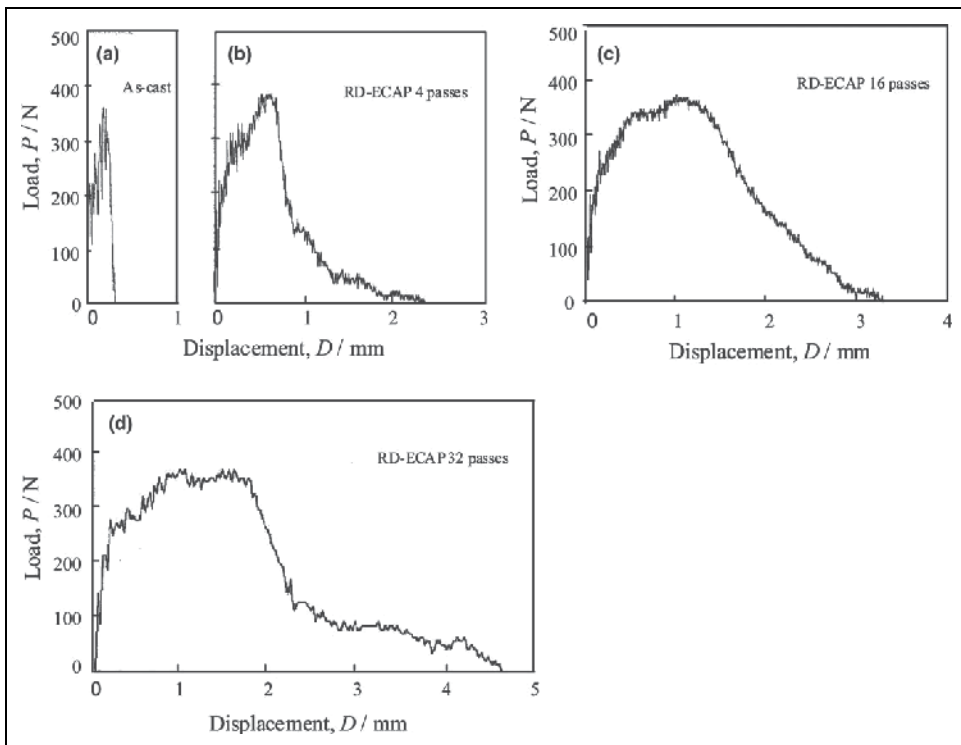 (a)
As-cast
500
400
300
200
100
0
Load, P / N
0 1
(b)
RD-ECAP 4 passes
0 1 2 3
Displacement, D / mm
(c)
RD-ECAP 16 passes
500
400
300
200
100
0
Load, P / N
0 1 2 3 4
Displacement, D / mm
(d)
RD-ECAP 32 passes
500
400
300
200
100
0
Load, P / N
0 1 2 3 4 5
Displacement, D / mm